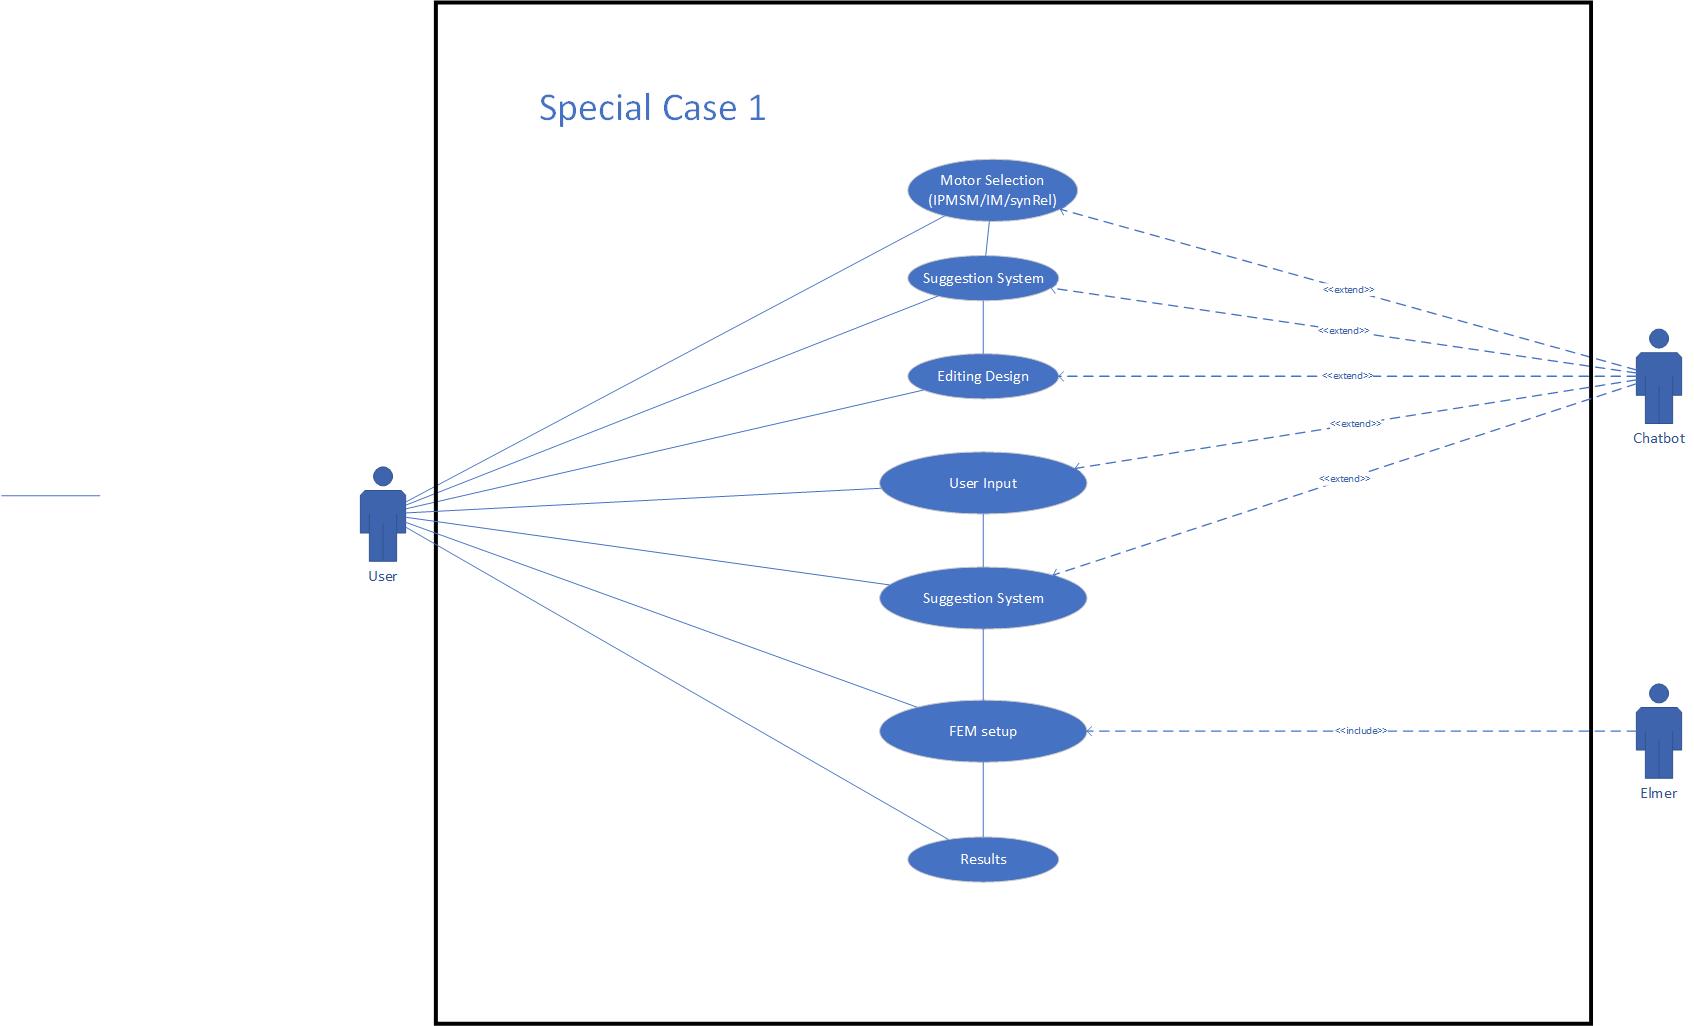 Special Case 1
Motor Selection
(IPMSM/IM/synRel)
Suggestion System
<<extend>>
<<extend>>
Editing Design
<<extend>>
<<extend>>
Chatbot
User Input
<<extend>>
User
Suggestion System
FEM setup
<<include>>
Elmer
Results